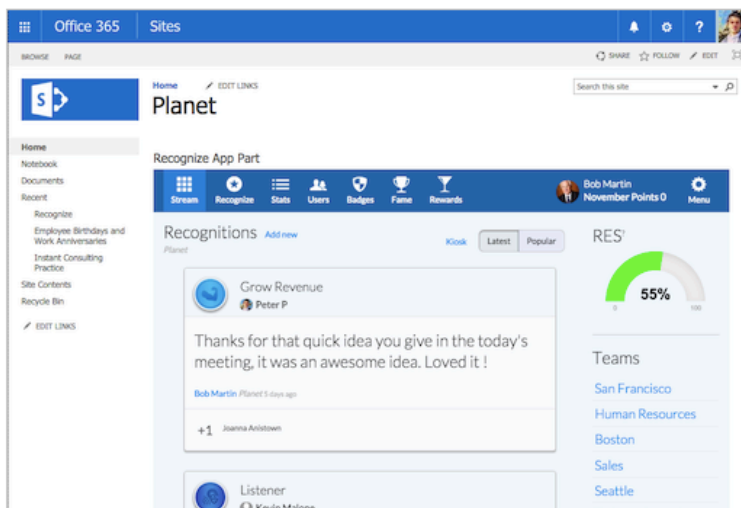 Office 365
Sites
?
BROWSE
PAGE
SHARE
FOLLOW
EDIT
S
Home
EDIT LINKS
Planet
Search this site
Home
Notebook
Documents
Recent
Recognize
Employee Birthdays and
Work Anniversaries
Instant Consulting
Practice
Site Contents
Recycle Bin
EDIT LINKS
Recognize App Part
Stream
Recognize
Stats
Users
Badges
Fame
Rewards
Bob Martin
November Points 0
Menu
Recognitions
Add new
Planet
Kiosk
Latest
Popular
Grow Revenue
Peter P
Thanks for that quick idea you give in the today's
meeting, it was an awesome idea. Loved it !
Bob Martin Planet 5 days ago
+1
Joanna Anistown
Listener
Kevin Malone
RES?
55%
0
100
Teams
San Francisco
Human Resources
Boston
Sales
Seattle